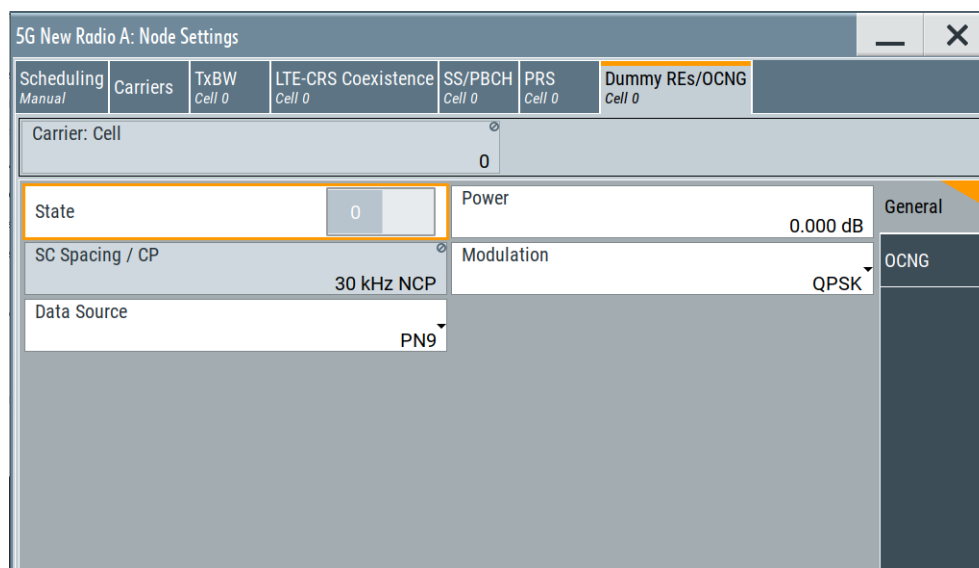 5G New Radio A: Node Settings
Scheduling
Manual
Carriers
TxBW
Cell 0
LTE-CRS Coexistence
Cell 0
SS/PBCH
Cell 0
PRS
Cell 0
Dummy REs/OCNG
Cell 0
Carrier: Cell
0
State
0
Power
0.000 dB
General
SC Spacing / CP
30 kHz NCP
Modulation
QPSK
OCNG
Data Source
PN9